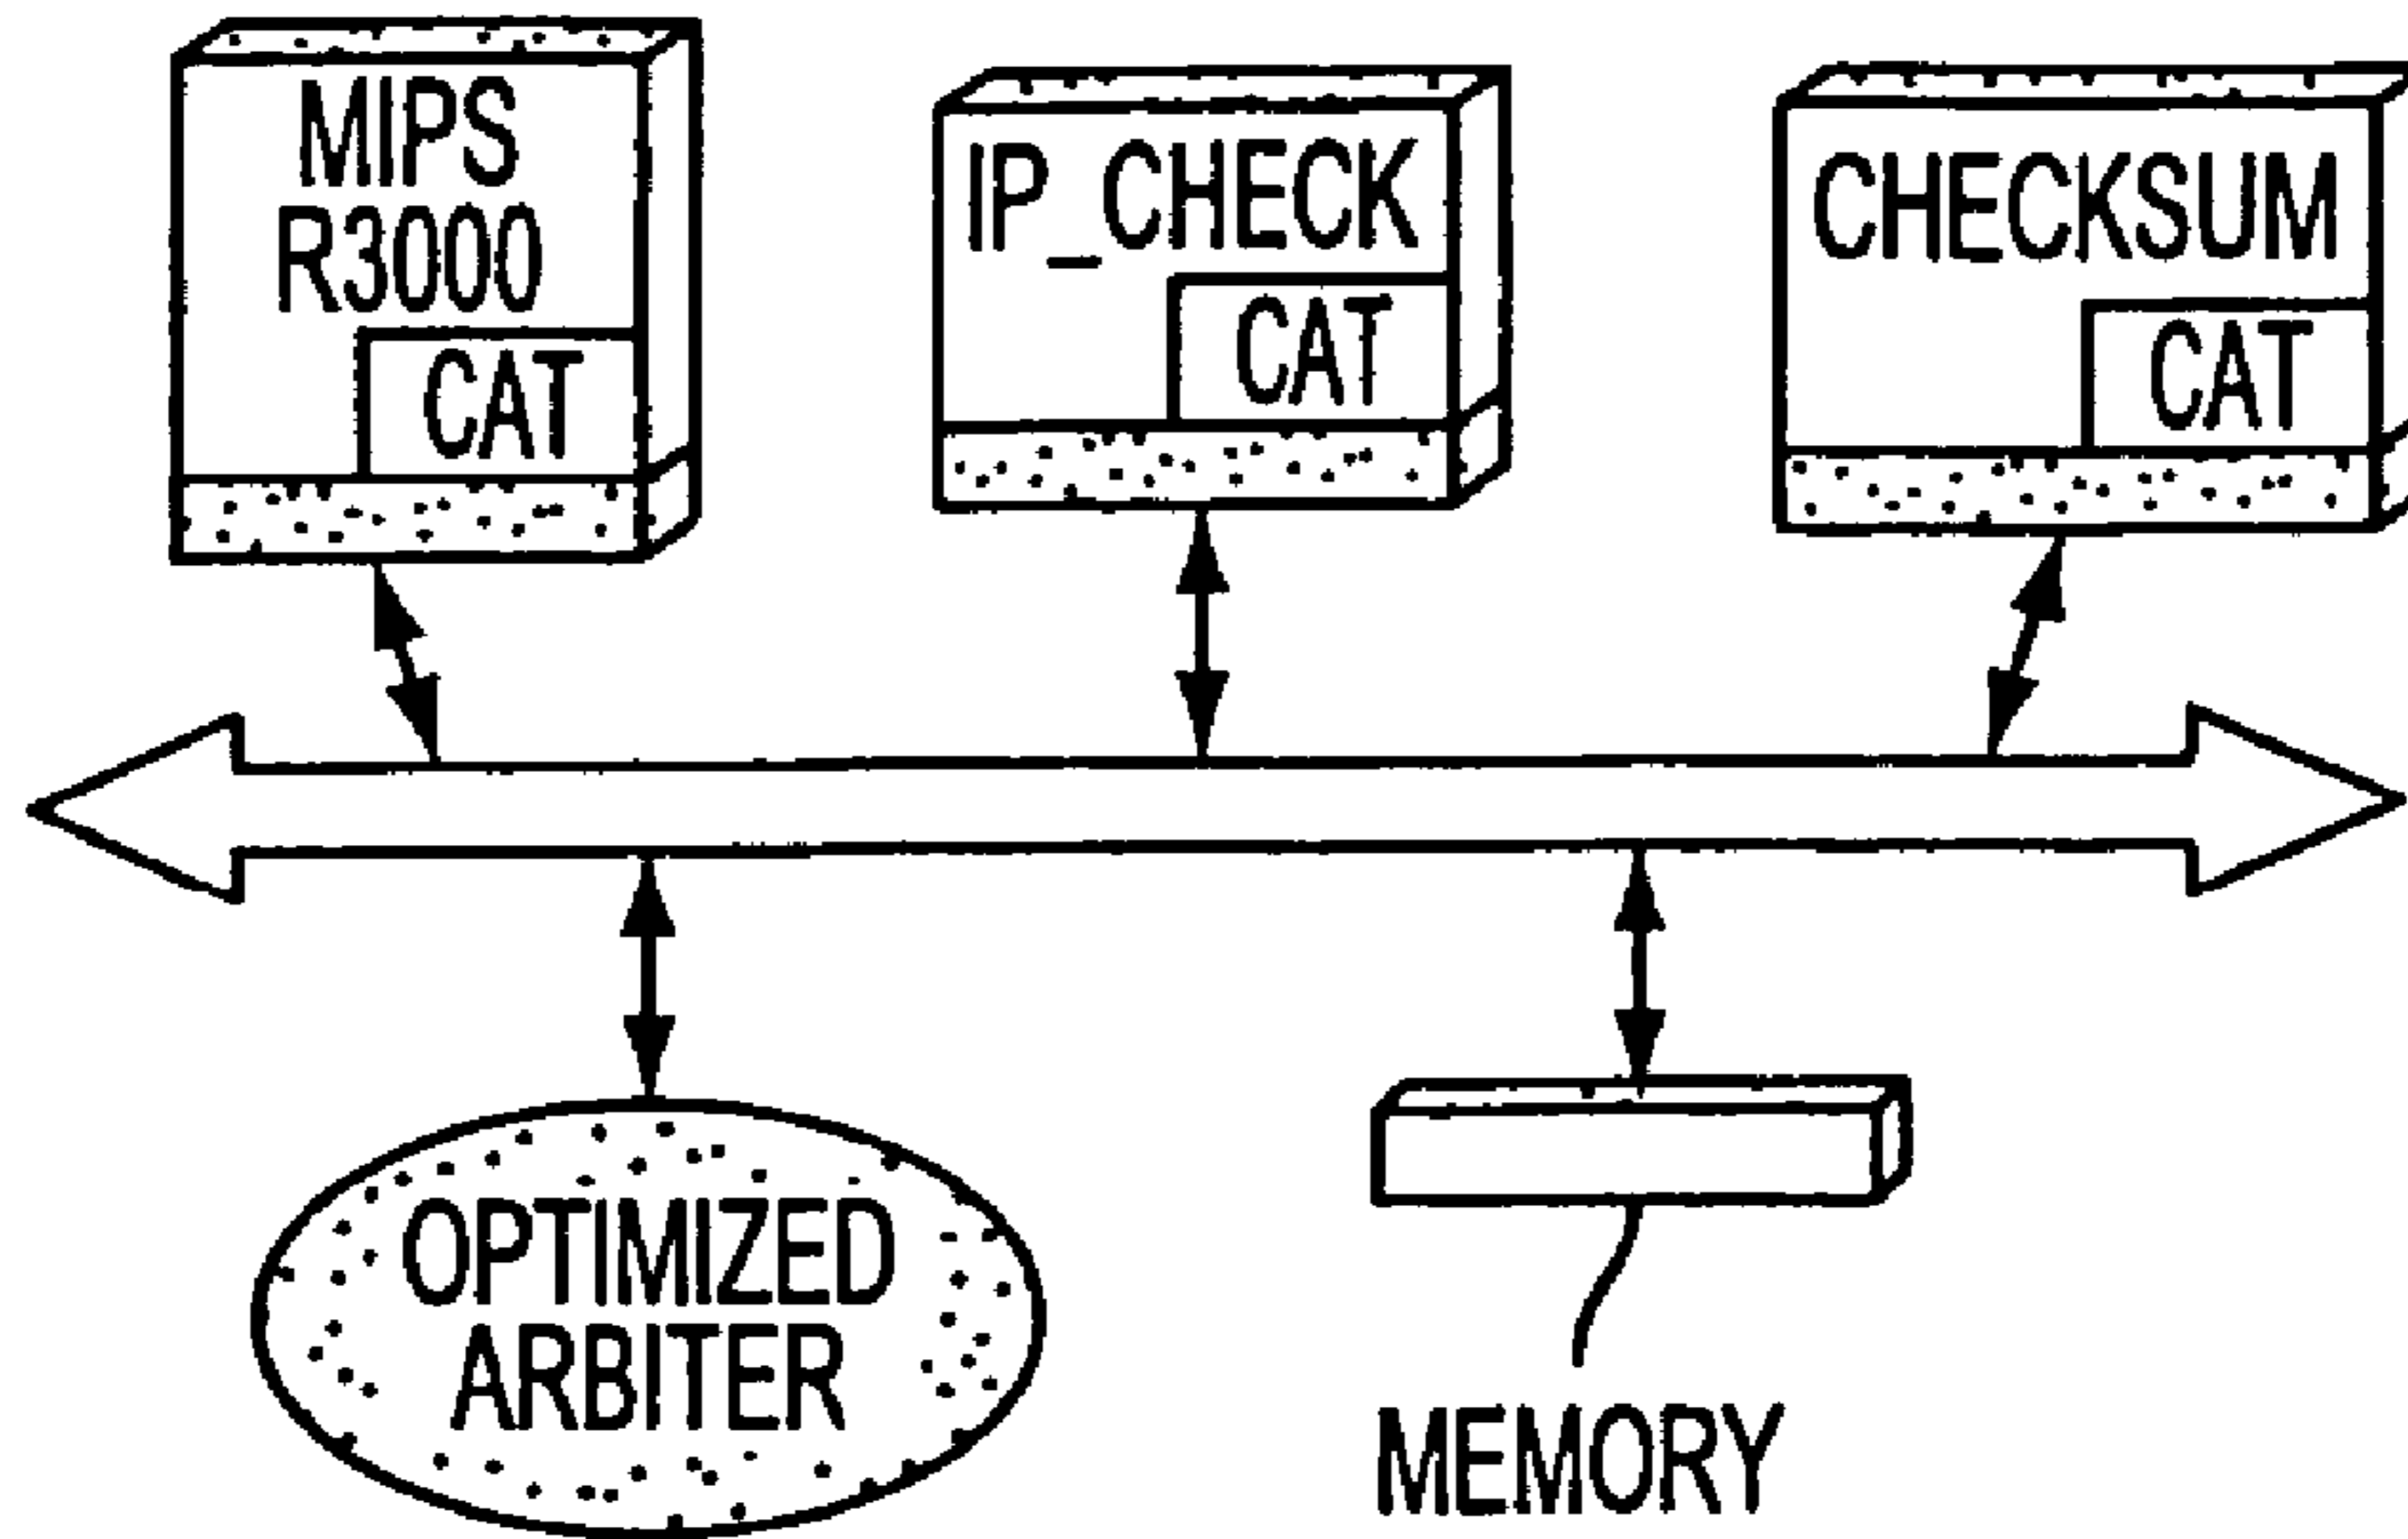 MIPS
R3000
CAT
IP_CHECK
CAT
CHECKSUM
CAT
OPTIMIZED
ARBITER
MEMORY